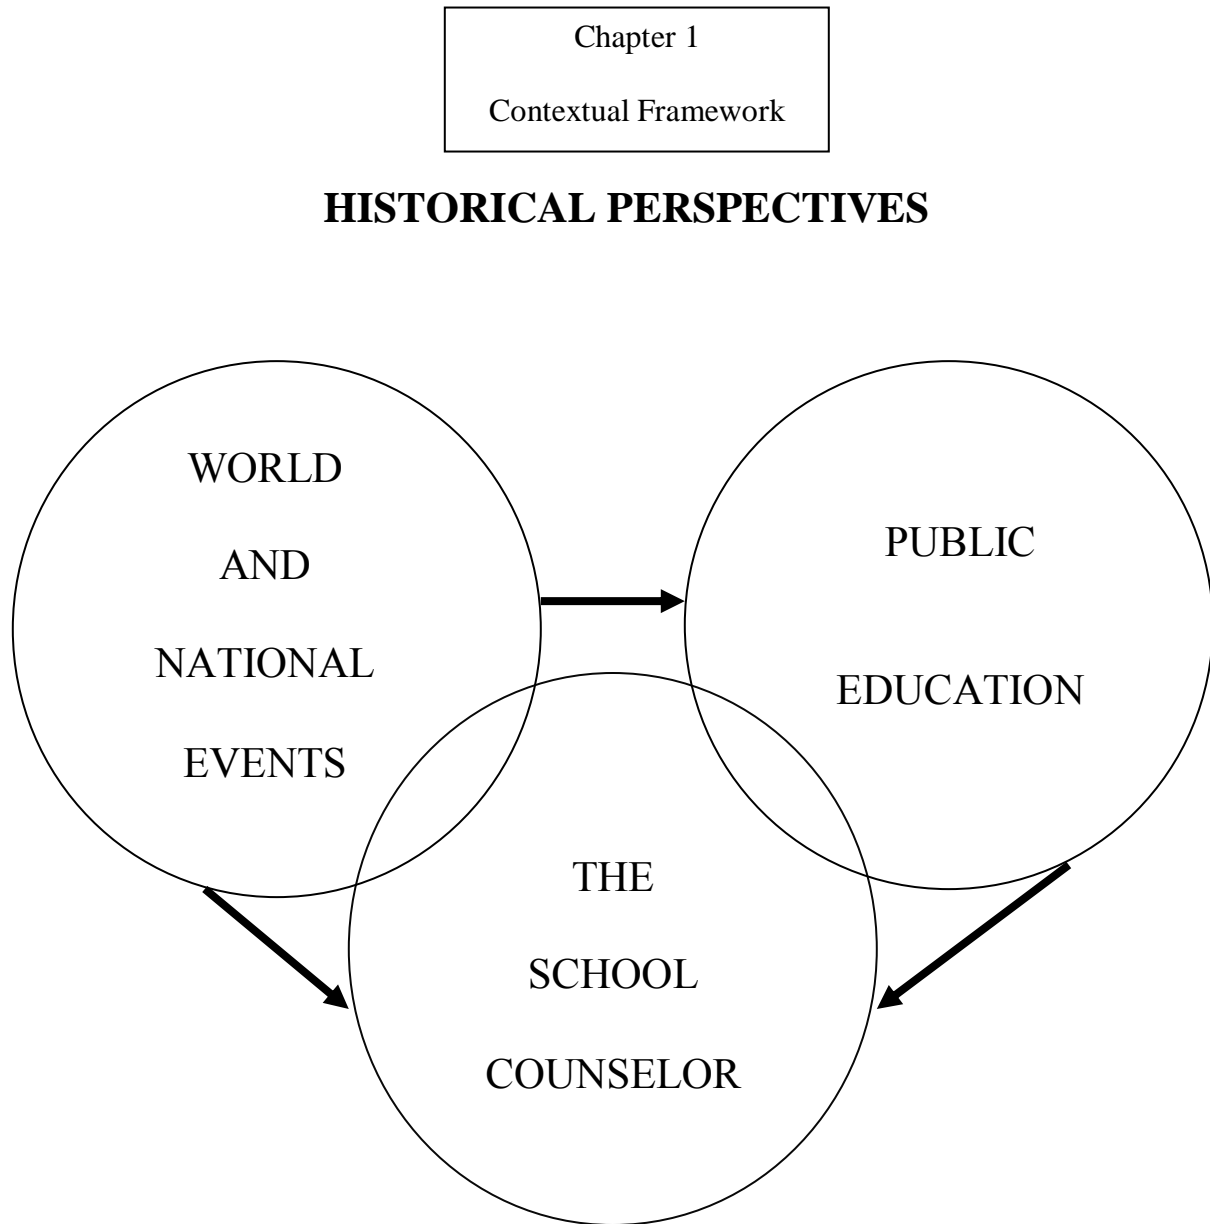 Chapter 1
Contextual Framework
HISTORICAL PERSPECTIVES
WORLD
AND
NATIONAL
EVENTS
PUBLIC
EDUCATION
THE
SCHOOL
COUNSELOR